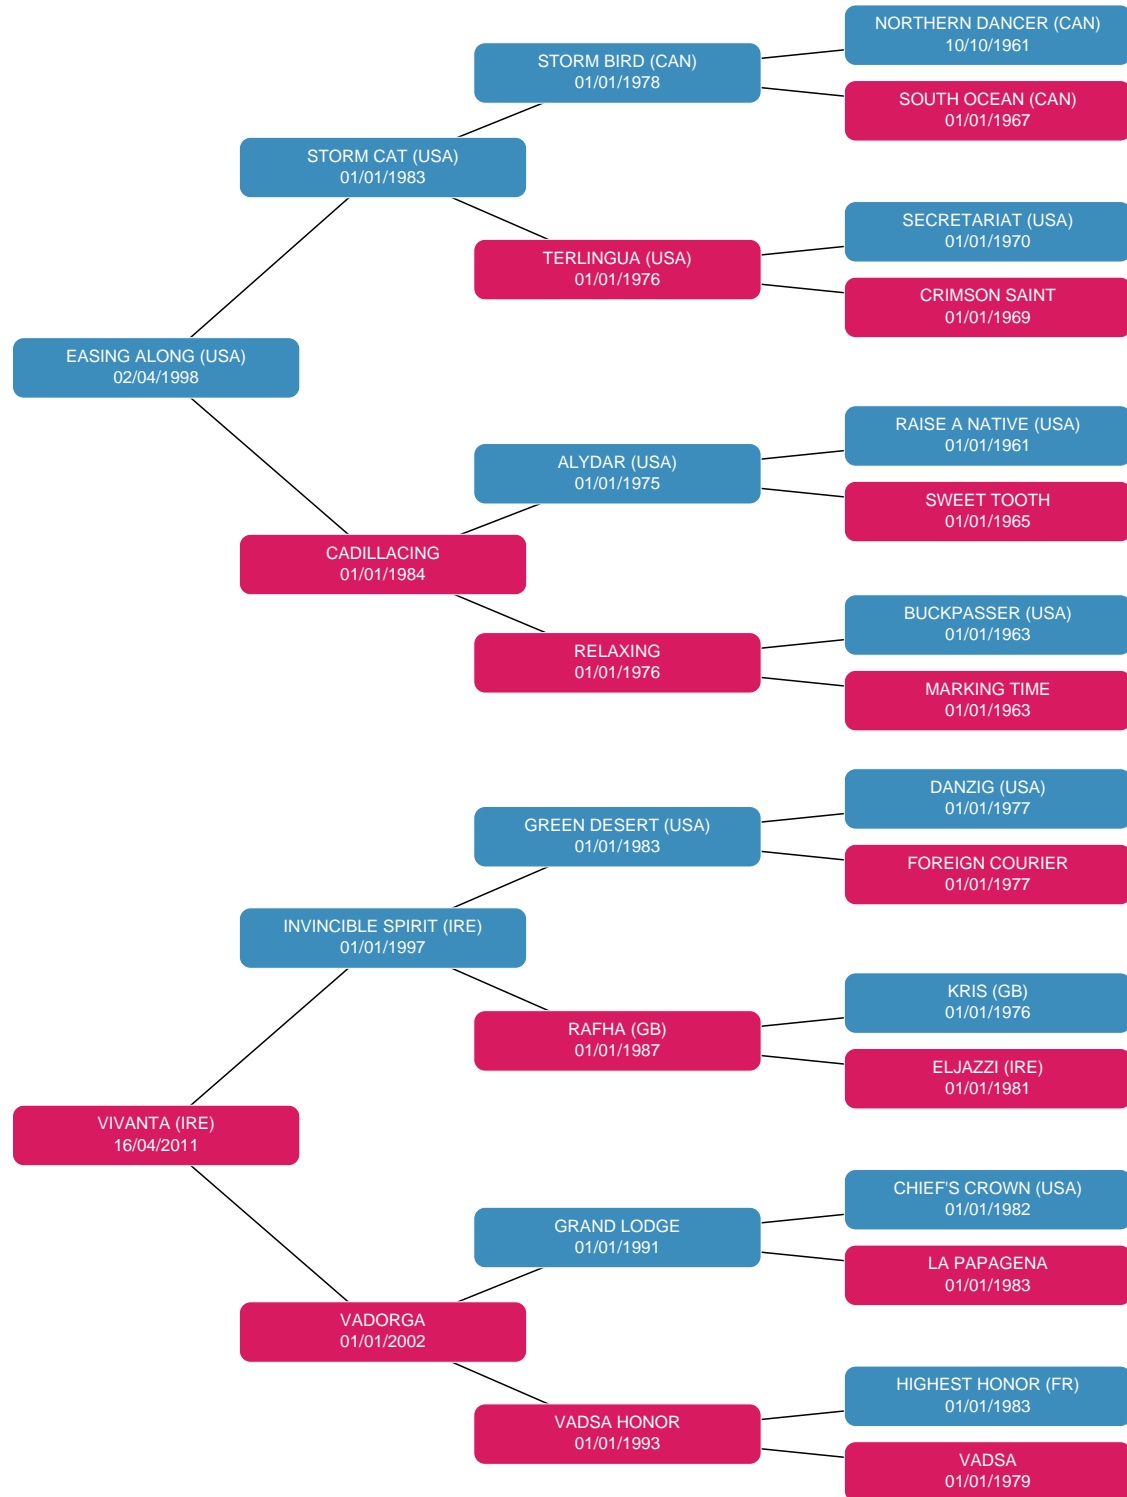 NORTHERN DANCER (CAN)
10/10/1961
STORM BIRD (CAN)
01/01/1978
SOUTH OCEAN (CAN)
01/01/1967
STORM CAT (USA)
01/01/1983
SECRETARIAT (USA)
01/01/1970
TERLINGUA (USA)
01/01/1976
CRIMSON SAINT
01/01/1969
EASING ALONG (USA)
02/04/1998
RAISE A NATIVE (USA)
01/01/1961
ALYDAR (USA)
01/01/1975
SWEET TOOTH
01/01/1965
CADILLACING
01/01/1984
BUCKPASSER (USA)
01/01/1963
RELAXING
01/01/1976
MARKING TIME
01/01/1963
DANZIG (USA)
01/01/1977
GREEN DESERT (USA)
01/01/1983
FOREIGN COURIER
01/01/1977
INVINCIBLE SPIRIT (IRE)
01/01/1997
KRIS (GB)
01/01/1976
RAFHA (GB)
01/01/1987
ELJAZZI (IRE)
01/01/1981
VIVANTA (IRE)
16/04/2011
CHIEF'S CROWN (USA)
01/01/1982
GRAND LODGE
01/01/1991
LA PAPAGENA
01/01/1983
VADORGA
01/01/2002
HIGHEST HONOR (FR)
01/01/1983
VADSA HONOR
01/01/1993
VADSA
01/01/1979